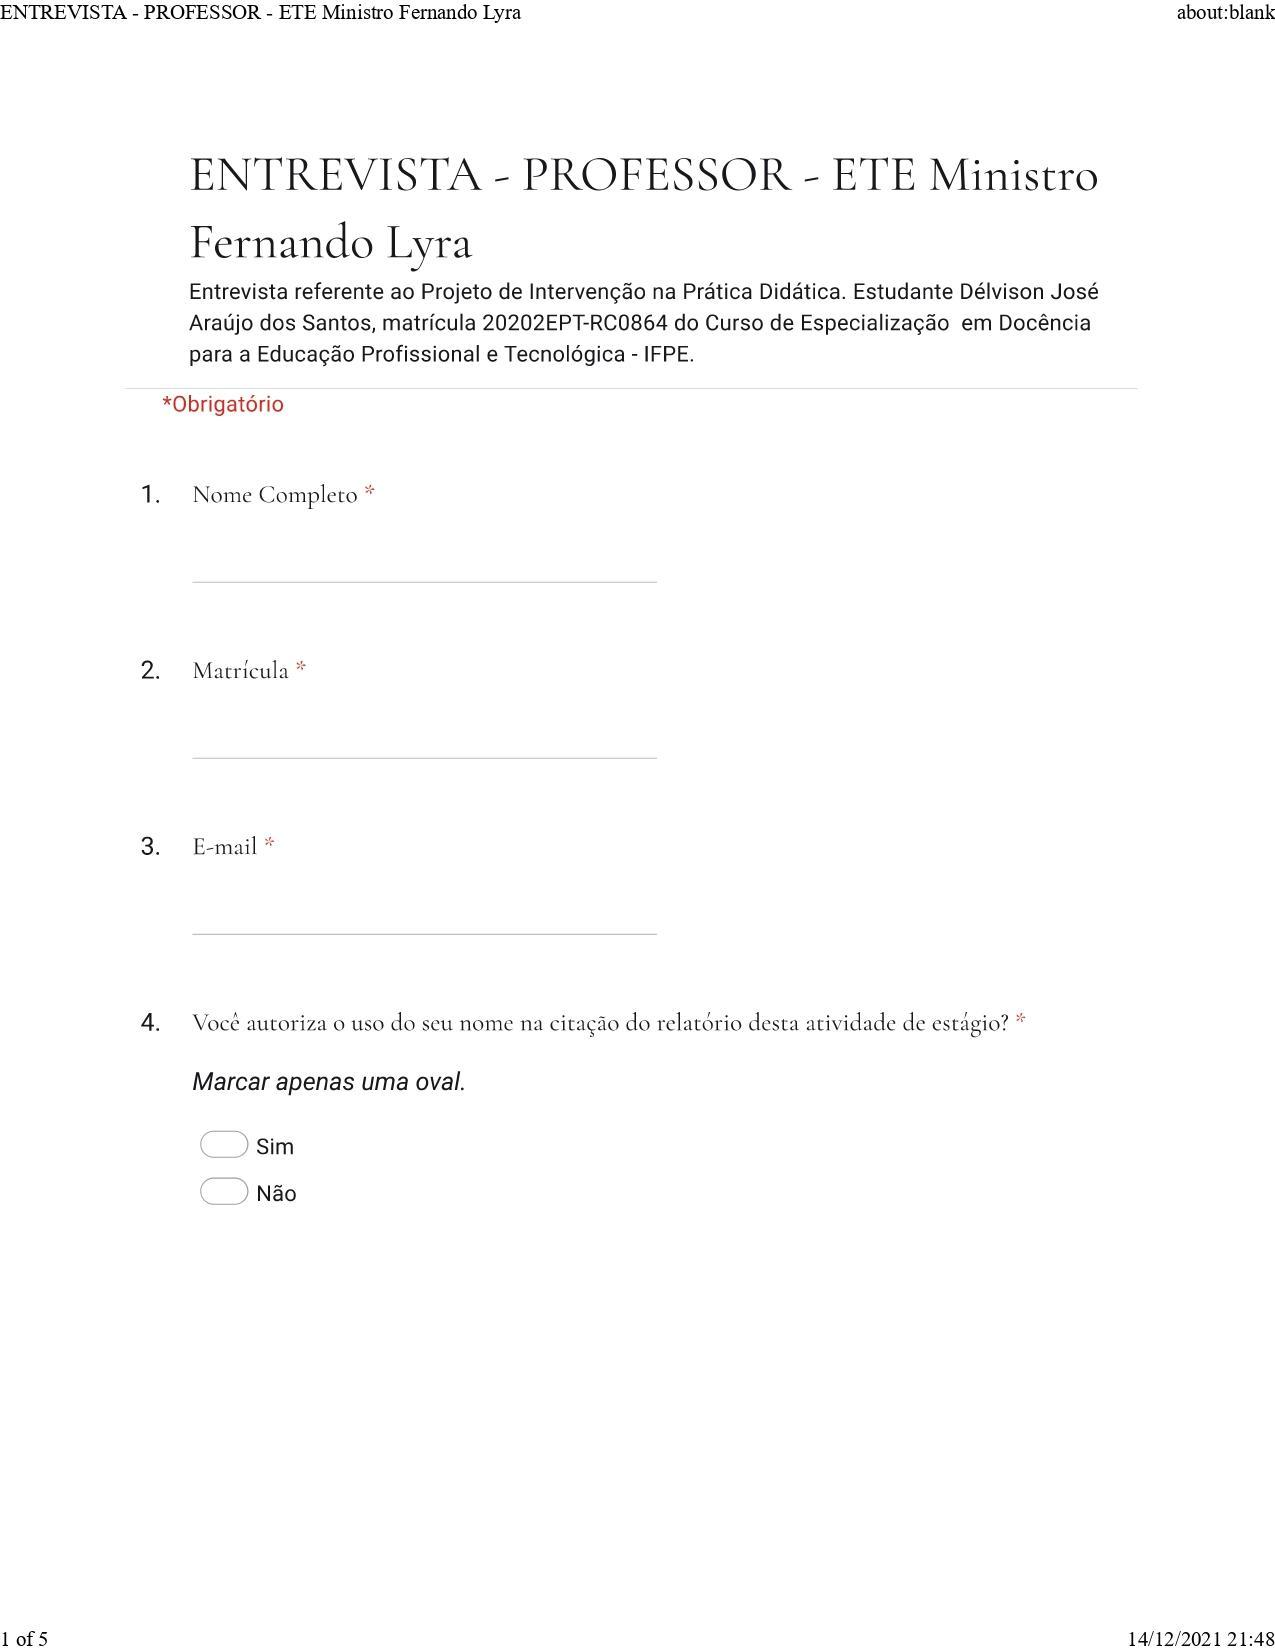 ENTREVISTA - PROFESSOR - ETE Ministro Fernando Lyra about:blank
ENTREVISTA - PROFESSOR - ETE Ministro
Fernando Lyra
Entrevista referente ao Projeto de Intervenção na Prática Didática. Estudante Délvison José
Araújo dos Santos, matrícula 20202EPT-RC0864 do Curso de Especialização em Docência
para a Educação Profissional e Tecnológica - IFPE.
*Obrigatório
1. Nome Completo *
2. Matrícula *
3. E-mail *
4. Você autoriza o uso do seu nome na citação do relatório desta atividade de estágio? *
Marcar apenas uma oval.
Sim
Não
1 of 5 14/12/2021 21:48